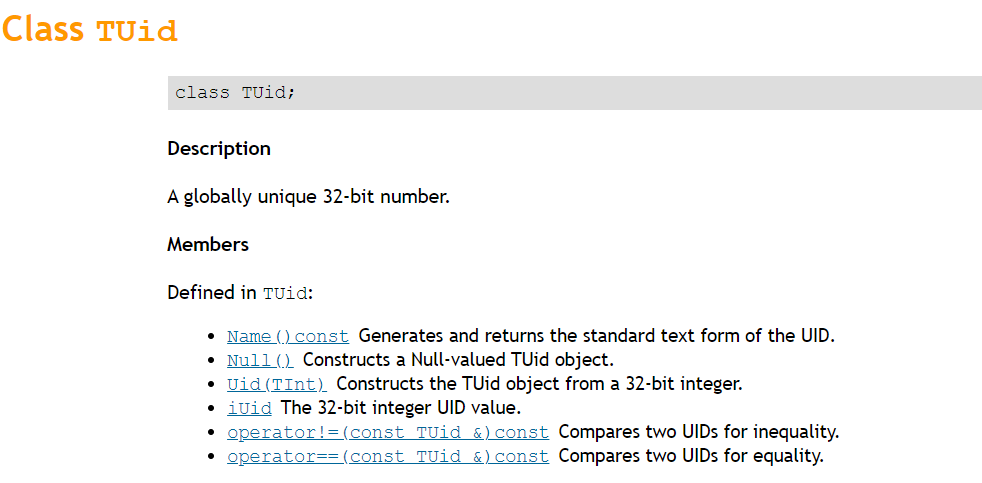 Class TUid
class TUid;
Description
A globally unique 32-bit number.
Members
Defined in TUid:
Name()const Generates and returns the standard text form of the UID.
Null() Constructs a Null-valued TUid object.
Uid(TInt) Constructs the TUid object from a 32-bit integer.
iUid The 32-bit integer UID value.
operator!=(const TUid &)const Compares two UIDs for inequality.
operator==(const TUid &)const Compares two UIDs for equality.